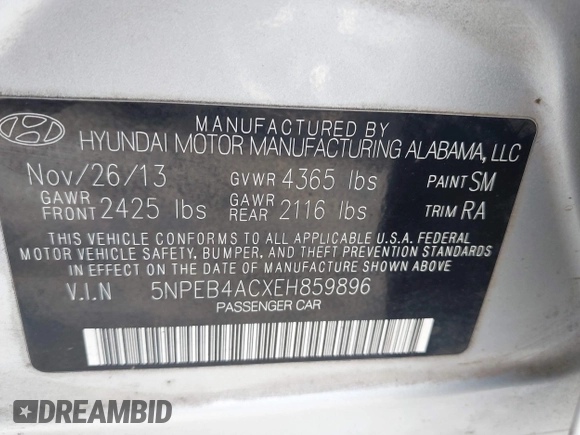 MANUFACTURED BY
HYUNDAI MOTOR MANUFACTURING ALABAMA, LLC
Nov/26/13 GVWR 4365 lbs PAINT SM
GAWR FRONT 2425 lbs GAWR REAR 2116 lbs TRIM RA
THIS VEHICLE CONFORMS TO ALL APPLICABLE U.S.A. FEDERAL
MOTOR VEHICLE SAFETY, BUMPER, AND THEFT PREVENTION STANDARDS
IN EFFECT ON THE DATE OF MANUFACTURE SHOWN ABOVE.
V.I.N 5NPEB4ACXEH859896
PASSENGER CAR
DREAMBID